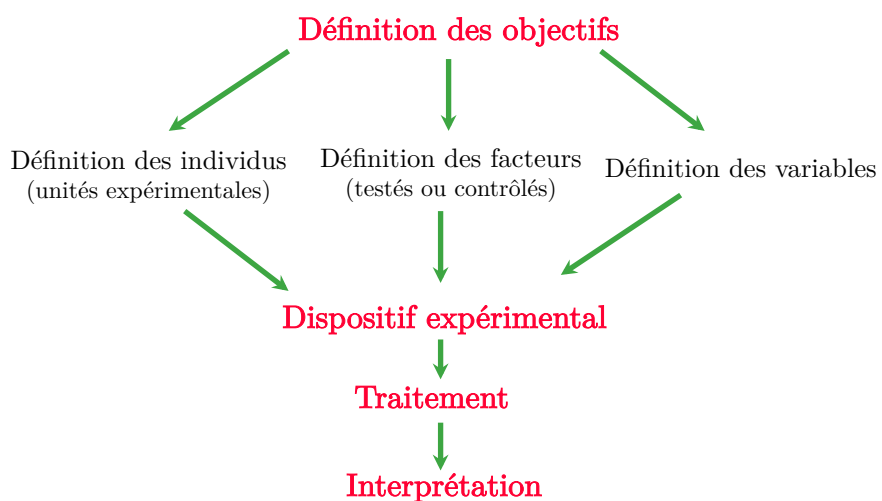 Définition des objectifs
Définition des individus
(unités expérimentales)
Définition des facteurs
(testés ou contrôlés)
Définition des variables
Dispositif expérimental
Traitement
Interprétation